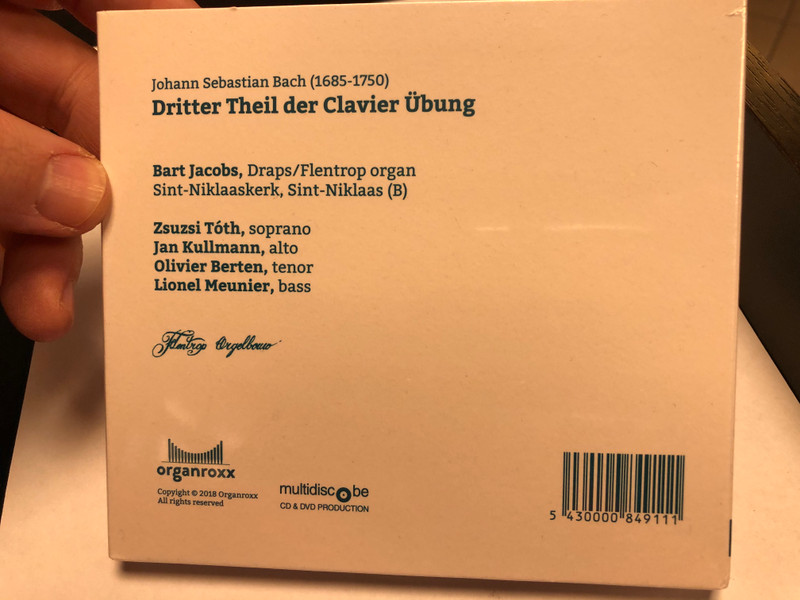 Johann Sebastian Bach (1685-1750)
Dritter Theil der Clavier Übung
Bart Jacobs, Draps/Flentrop organ
Sint-Niklaaskerk, Sint-Niklaas (B)
Zsuzsi Tóth, soprano
Jan Kullmann, alto
Olivier Berten, tenor
Lionel Meunier, bass
Flentrop Orgelbouw
organroxx
Copyight © 2018 Organroxx
All rights reserved
multidisc be
CD & DVD PRODUCTION
5 430000 849111